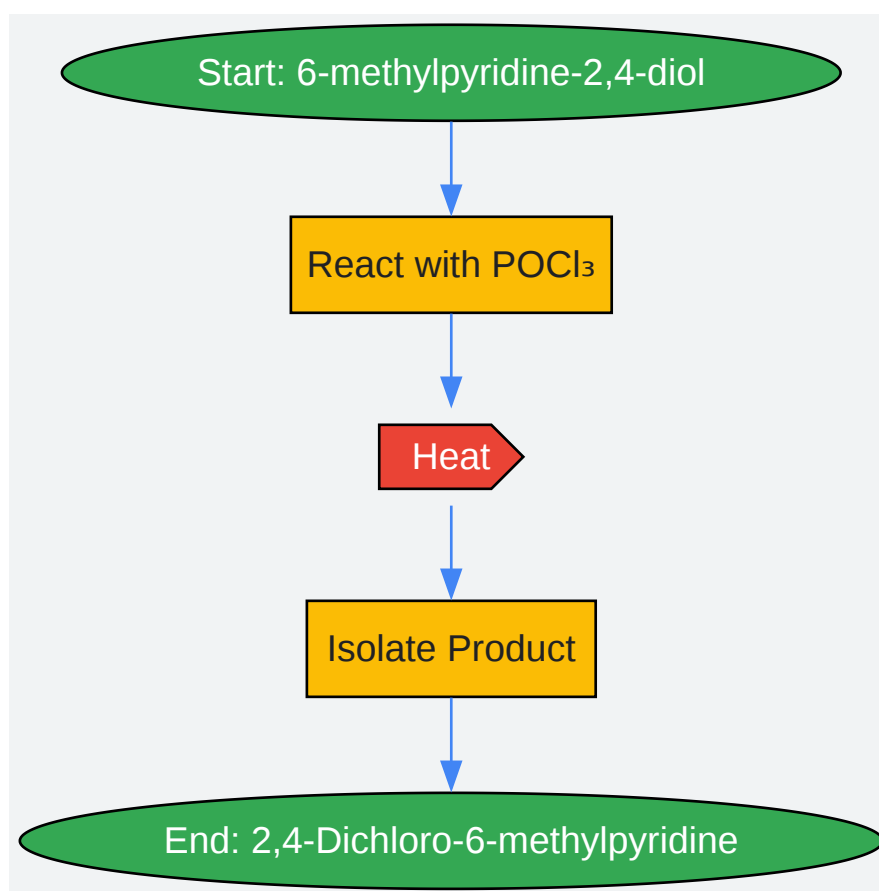 Start: 6-methylpyridine-2,4-diol
React with POCl₃
Heat
Isolate Product
End: 2,4-Dichloro-6-methylpyridine